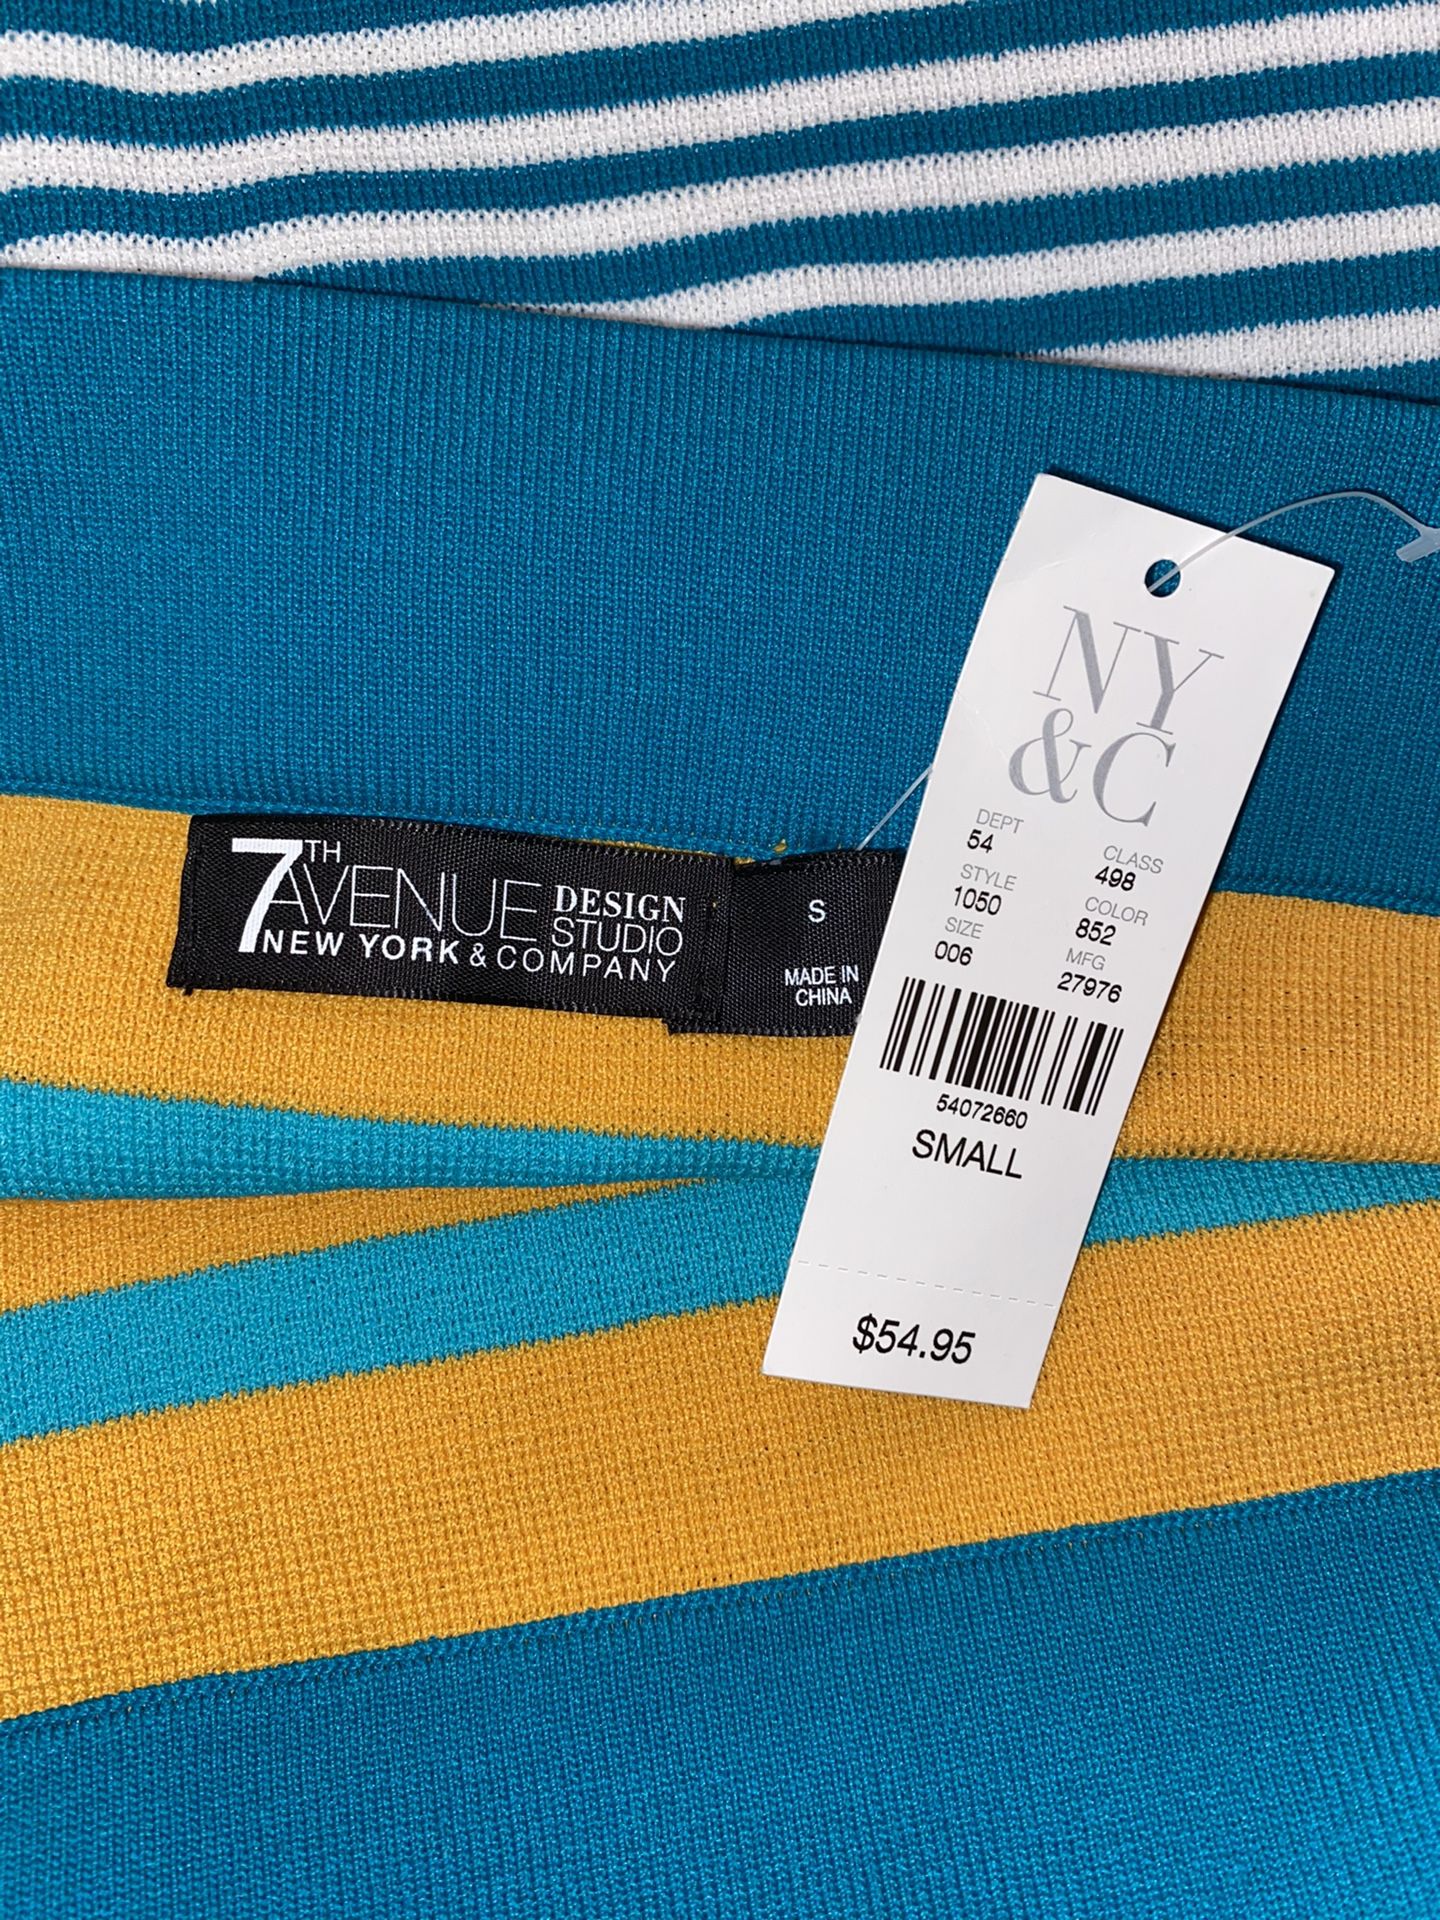 7TH AVENUE DESIGN STUDIO
NEW YORK & COMPANY
S
MADE IN
CHINA
NY
&C
DEPT CLASS
54 498
STYLE COLOR
1050 852
SIZE MFG
006 27976
54072660
SMALL
$54.95